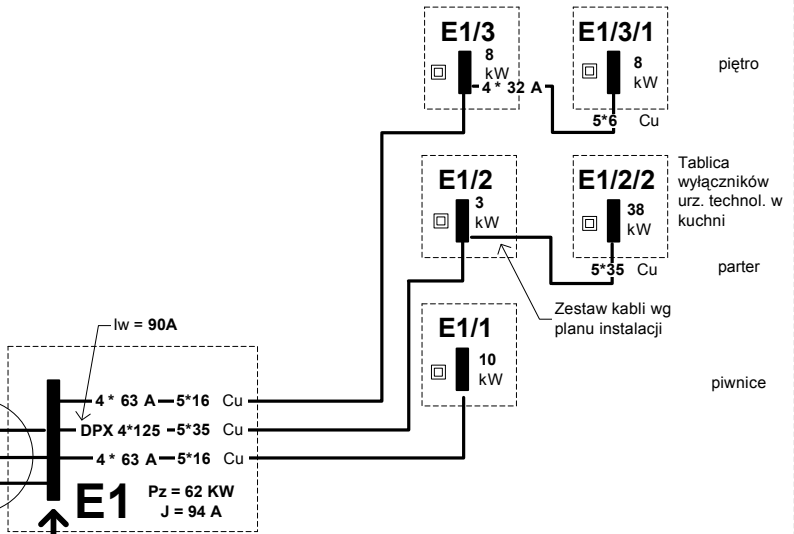 E1/3
8
kW
4 * 32 A
E1/3/1
8
kW
5*6 Cu
piętro
E1/2
3
kW
E1/2/2
38
kW
5*35 Cu
Tablica
wyłączników
urz. technol. w
kuchni
parter
Zestaw kabli wg
planu instalacji
E1/1
10
kW
piwnice
Iw = 90A
4 * 63 A 5*16 Cu
DPX 4*125 5*35 Cu
4 * 63 A 5*16 Cu
E1
Pz = 62 KW
J = 94 A